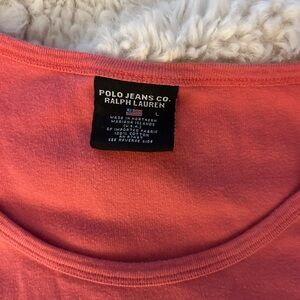 POLO JEANS CO.
RALPH LAUREN
L
MADE IN NORTHERN
MARIANA ISLANDS
OF IMPORTED FABRIC
100% COTTON
SEE REVERSE SIDE